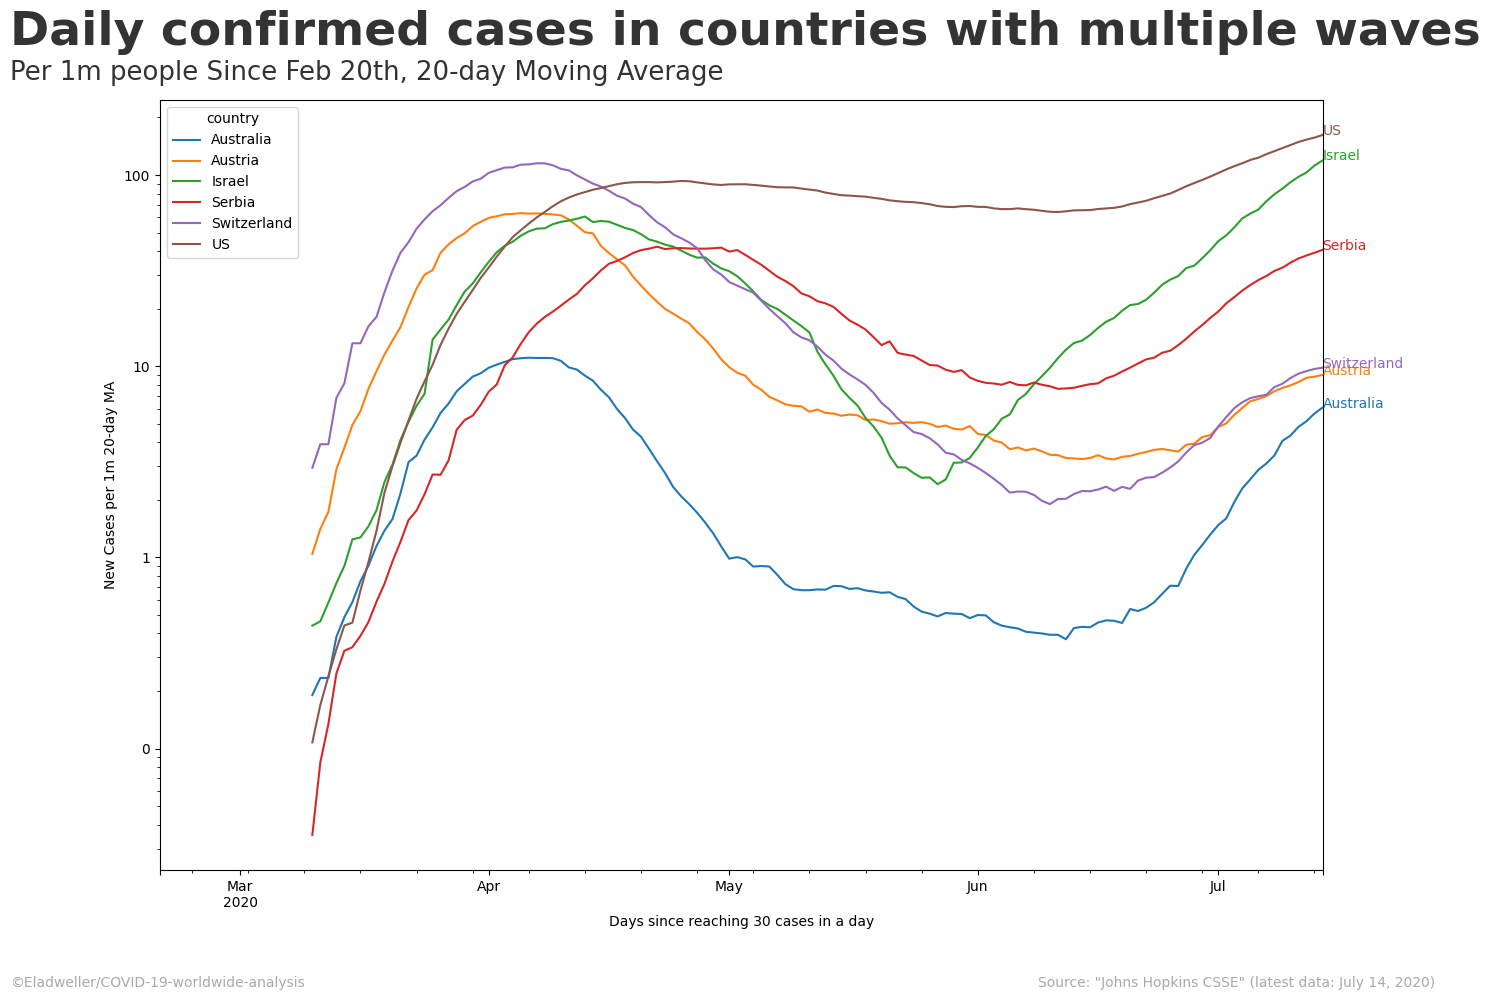 Daily confirmed cases in countries with multiple waves
Per 1m people Since Feb 20th, 20-day Moving Average
country
Australia
Austria
Israel
Serbia
Switzerland
US
US
Israel
Serbia
Switzerland
Austria
Australia
100
10
1
0
New Cases per 1m 20-day MA
Mar
2020
Apr
May
Jun
Jul
Days since reaching 30 cases in a day
©Eladweller/COVID-19-worldwide-analysis
Source: "Johns Hopkins CSSE" (latest data: July 14, 2020)